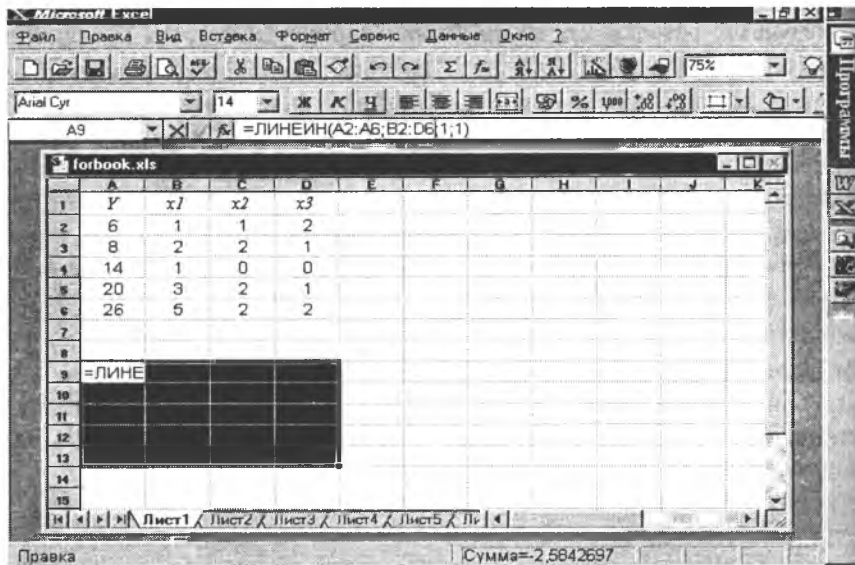 Microsoft Excel
Файл Правка Вид Вставка Формат Сервис Данные Окно ?
75%
Arial Cyr 14 Ж К Ч %
A9 =ЛИНЕЙН(A2:A6;B2:D6;1;1)
forbook.xls
A B C D E F G H I J K
1 Y x1 x2 x3
2 6 1 1 2
3 8 2 2 1
4 14 1 0 0
5 20 3 2 1
6 26 5 2 2
7
8
9 =ЛИНЕ
10
11
12
13
14
15
Лист1 Лист2 Лист3 Лист4 Лист5
Правка Сумма=-2,5842697
Программы